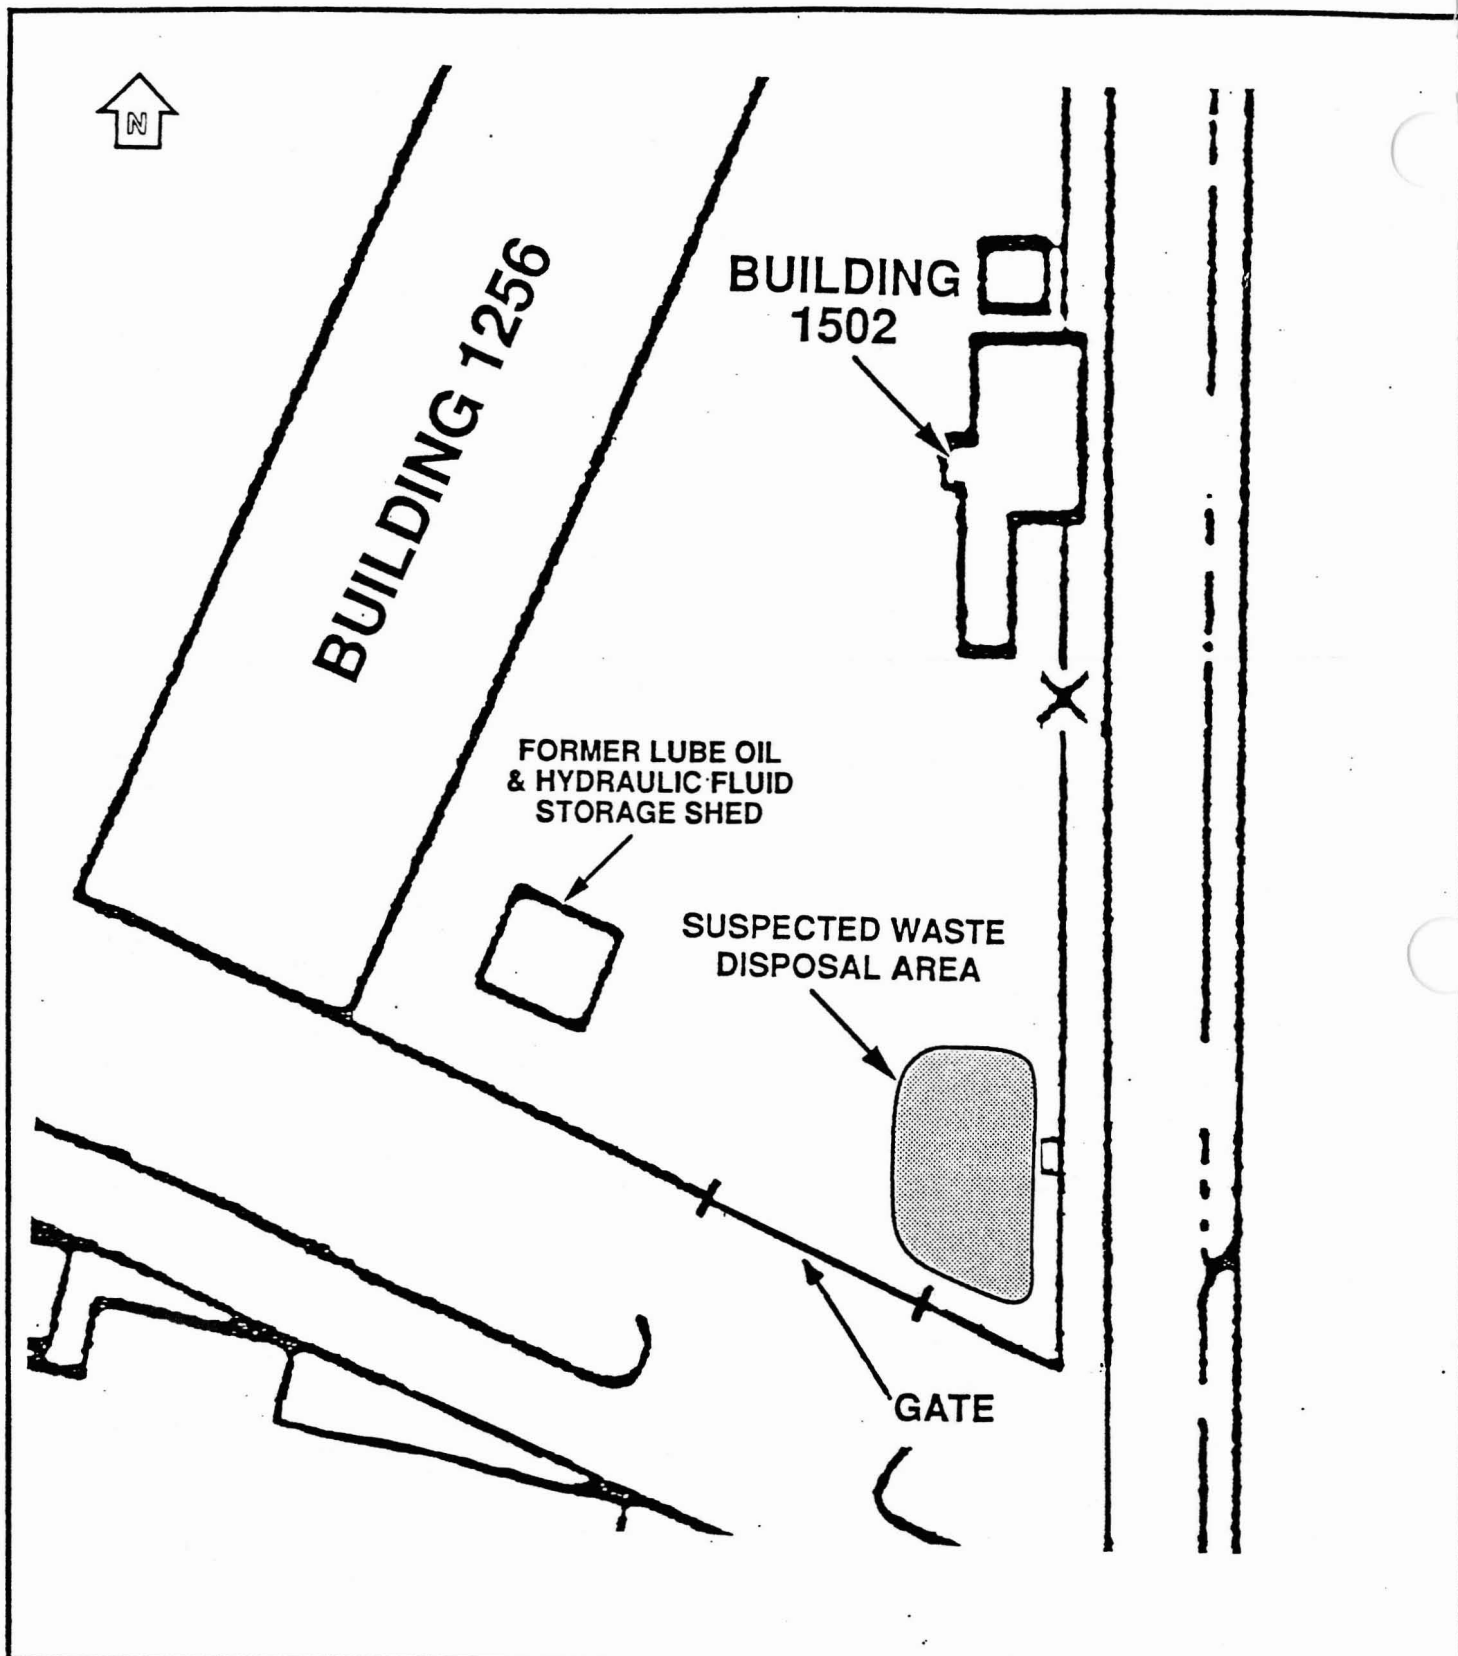 N
BUILDING 1256
BUILDING
1502
FORMER LUBE OIL
& HYDRAULIC FLUID
STORAGE SHED
SUSPECTED WASTE
DISPOSAL AREA
GATE